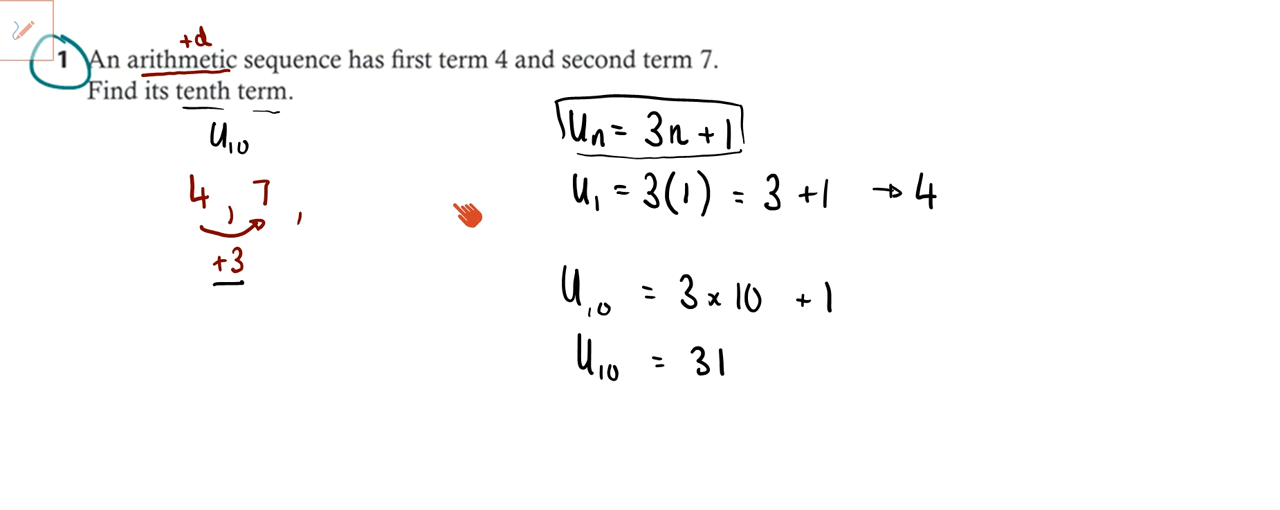 +d
1 An arithmetic sequence has first term 4 and second term 7.
Find its tenth term.
U10
4, 7,
+3
Un = 3n + 1
U1 = 3(1) = 3 + 1 → 4
U10 = 3 × 10 + 1
U10 = 31